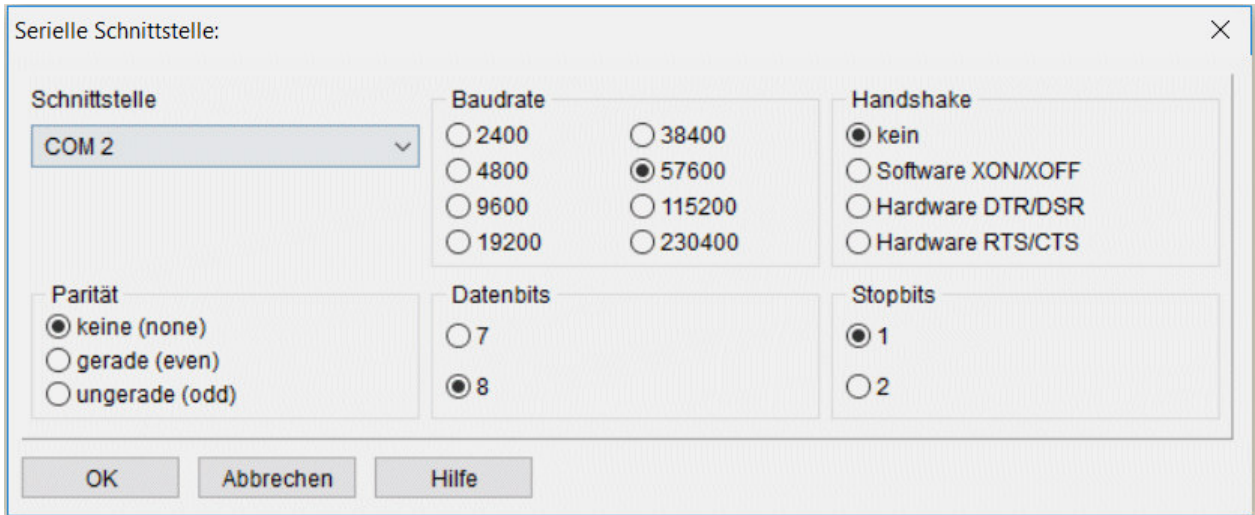 Serielle Schnittstelle:
Schnittstelle
COM 2
Baudrate
2400
4800
9600
19200
38400
57600
115200
230400
Handshake
kein
Software XON/XOFF
Hardware DTR/DSR
Hardware RTS/CTS
Parität
keine (none)
gerade (even)
ungerade (odd)
Datenbits
7
8
Stopbits
1
2
OK
Abbrechen
Hilfe